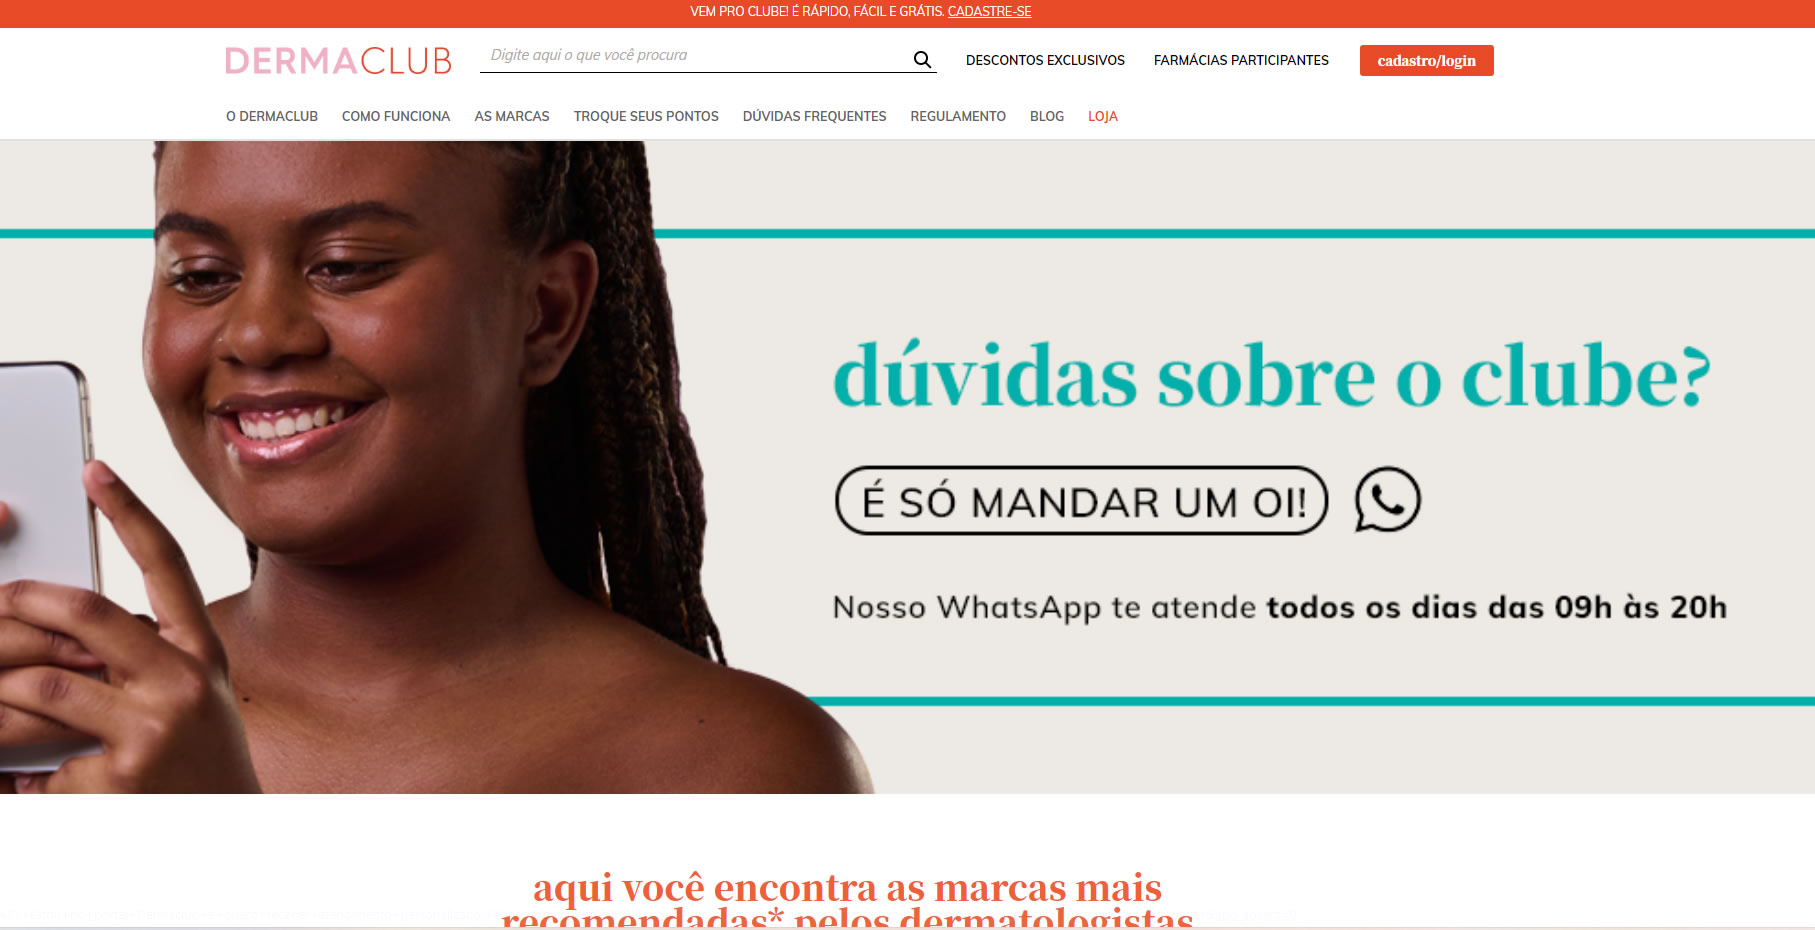 VEM PRO CLUBE! É RÁPIDO, FÁCIL E GRÁTIS. CADASTRE-SE
DERMACLUB
Digite aqui o que você procura
DESCONTOS EXCLUSIVOS
FARMÁCIAS PARTICIPANTES
cadastro/login
O DERMACLUB
COMO FUNCIONA
AS MARCAS
TROQUE SEUS PONTOS
DÚVIDAS FREQUENTES
REGULAMENTO
BLOG
LOJA
dúvidas sobre o clube?
É SÓ MANDAR UM OI!
Nosso WhatsApp te atende todos os dias das 09h às 20h
aqui você encontra as marcas mais
recomendadas* pelos dermatologistas